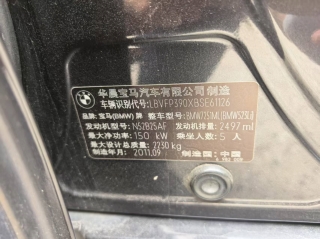 华晨宝马汽车有限公司 制造
车辆识别代号: LBVFP390XBSE61126
品牌: 宝马(BMW)牌 整车型号: BMW7251ML(BMW523Li)
发动机型号: N52B25AF 发动机排量: 2497 ml
最大净功率: 150 kW 乘坐人数: 5 人
最大设计总质量: 2230 kg
制造年月: 2011.09 制造国: 中国